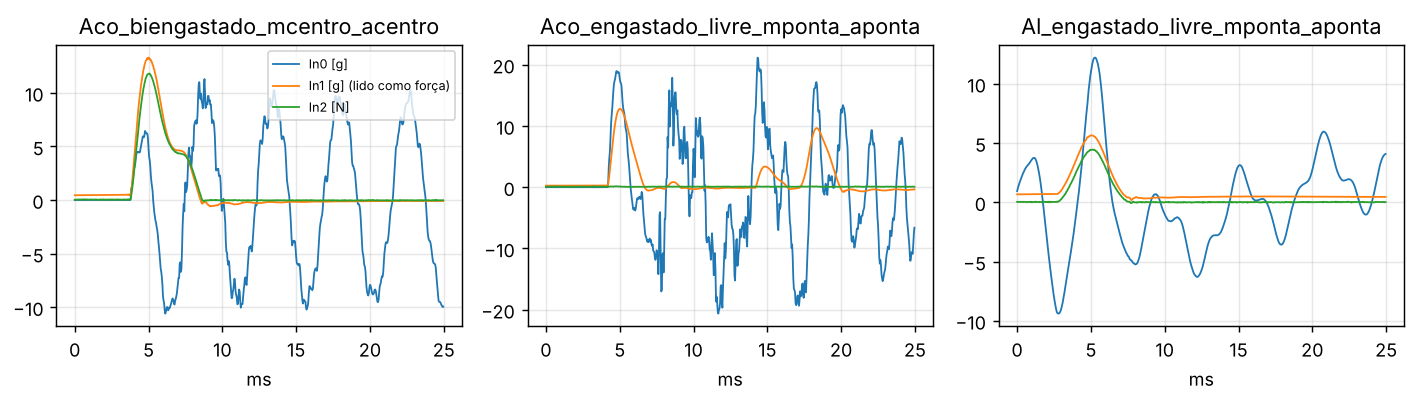 Aco_biengastado_mcentro_acentro
In0 [g]
In1 [g] (lido como força)
In2 [N]
10
5
0
−5
−10
0 5 10 15 20 25
ms
Aco_engastado_livre_mponta_aponta
20
10
0
−10
−20
0 5 10 15 20 25
ms
Al_engastado_livre_mponta_aponta
10
5
0
−5
−10
0 5 10 15 20 25
ms